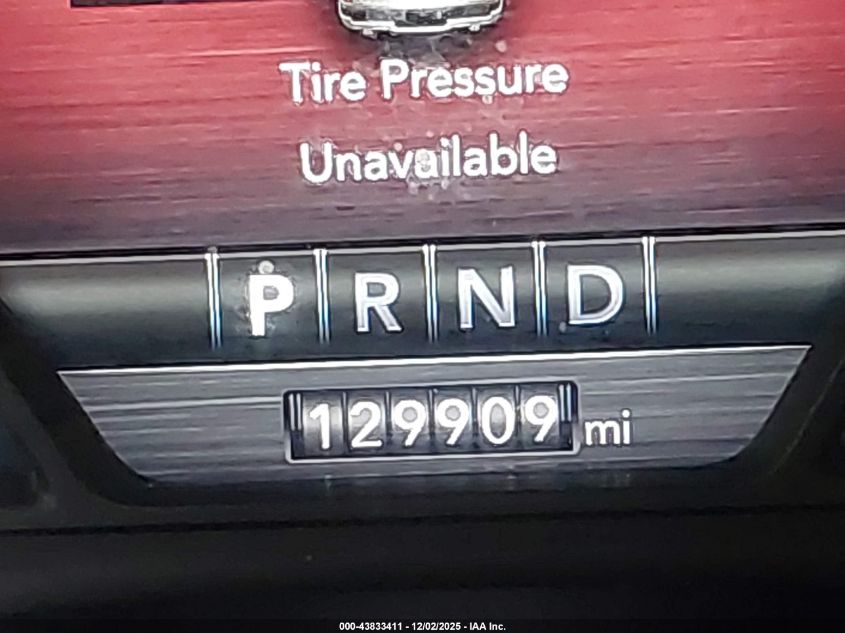 Tire Pressure
Unavailable
P R N D
129909 mi
000-43833411 - 12/02/2025 - IAA Inc.